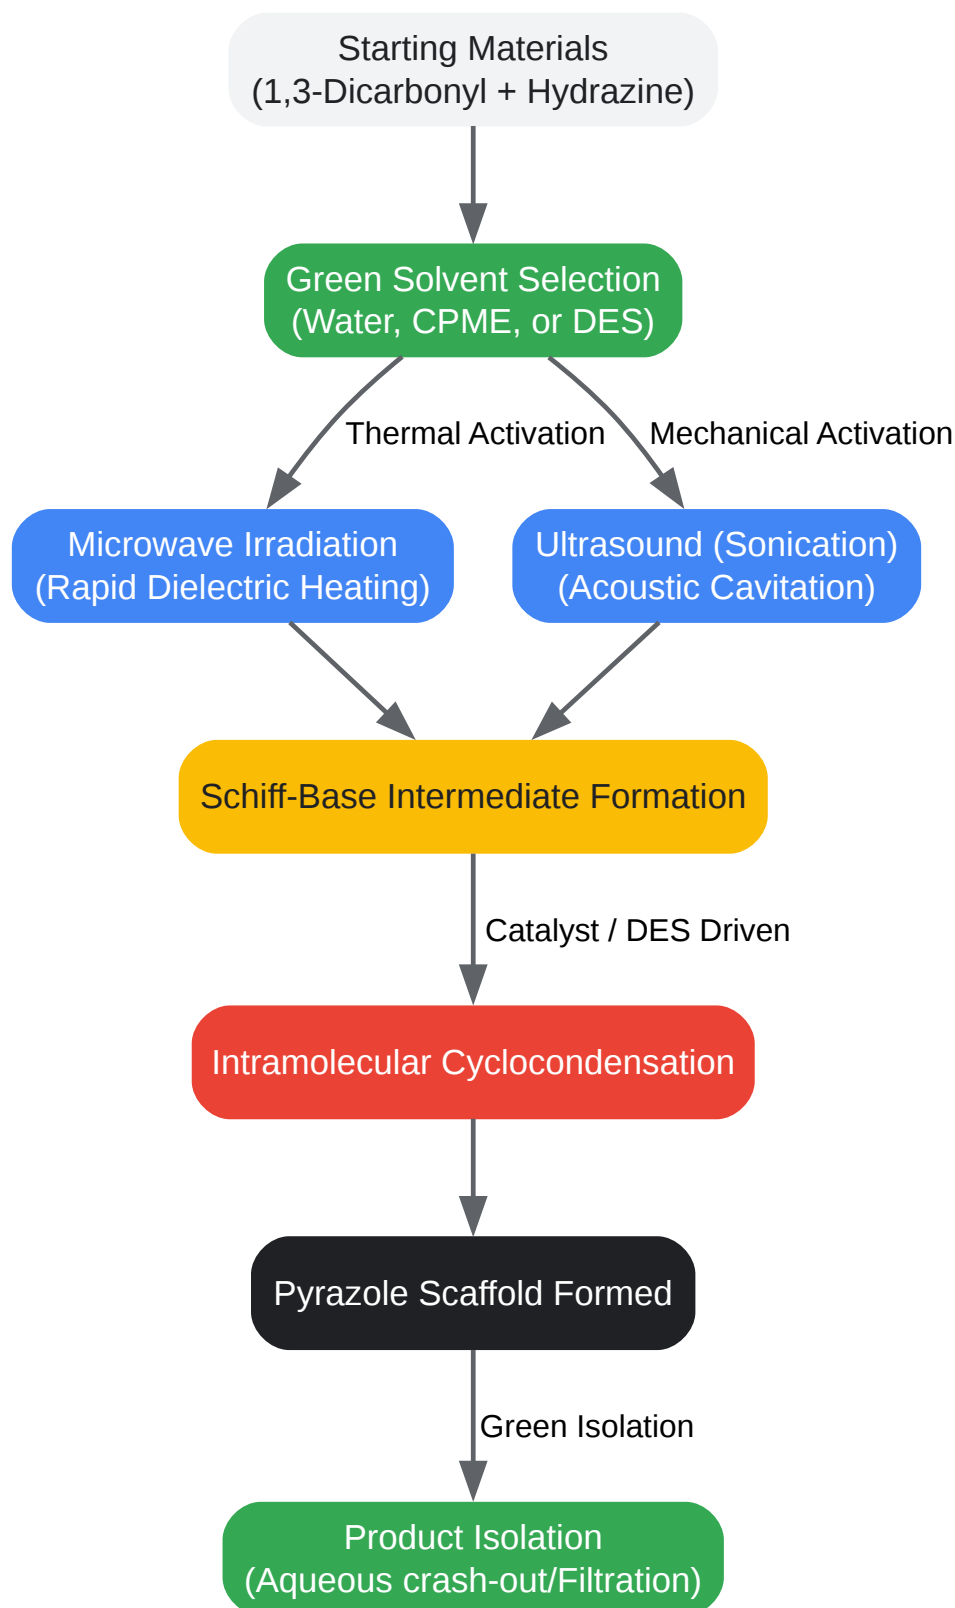 Starting Materials
(1,3-Dicarbonyl + Hydrazine)
Green Solvent Selection
(Water, CPME, or DES)
Thermal Activation
Mechanical Activation
Microwave Irradiation
(Rapid Dielectric Heating)
Ultrasound (Sonication)
(Acoustic Cavitation)
Schiff-Base Intermediate Formation
Catalyst / DES Driven
Intramolecular Cyclocondensation
Pyrazole Scaffold Formed
Green Isolation
Product Isolation
(Aqueous crash-out/Filtration)